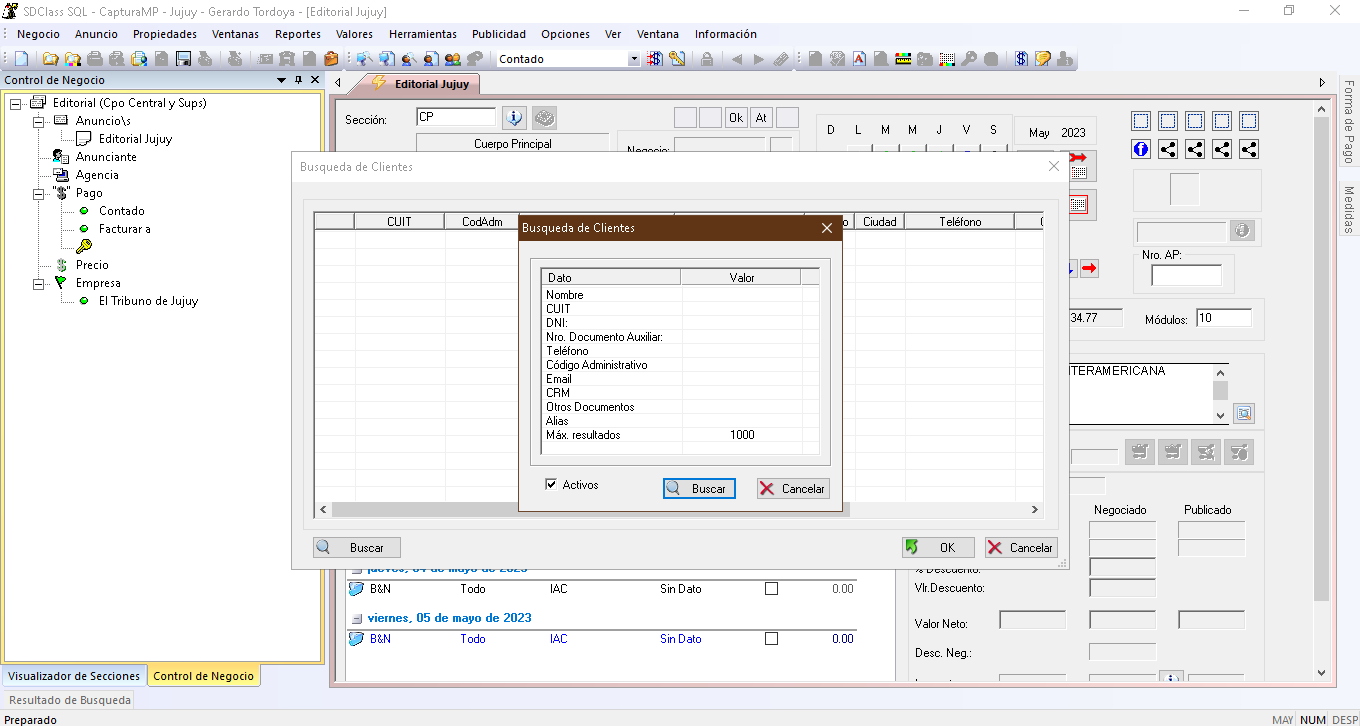 SDClass SQL - CapturaMP - Jujuy - Gerardo Tordoya - [Editorial Jujuy]
Negocio Anuncio Propiedades Ventanas Reportes Valores Herramientas Publicidad Opciones Ver Ventana Información
Contado
Control de Negocio
Editorial (Cpo Central y Sups)
Anuncio\s
Editorial Jujuy
Anunciante
Agencia
Pago
Contado
Facturar a
Precio
Empresa
El Tribuno de Jujuy
Visualizador de Secciones Control de Negocio
Resultado de Busqueda
Preparado
MAY NUM DESP
Editorial Jujuy
Forma de Pago
Medidas
Sección: CP
Cuerpo Principal
Negocio:
Ok At
D L M M J V S
May 2023
Nro. AP:
34.77 Módulos: 10
TERAMERICANA
Negociado Publicado
% Descuento:
Vlr.Descuento:
Valor Neto:
Desc. Neg.:
Busqueda de Clientes
CUIT CodAdm Ciudad Teléfono
Buscar OK Cancelar
Busqueda de Clientes
Dato Valor
Nombre
CUIT
DNI:
Nro. Documento Auxiliar:
Teléfono
Código Administrativo
Email
CRM
Otros Documentos
Alias
Máx. resultados 1000
Activos Buscar Cancelar
jueves, 04 de mayo de 2023
B&N Todo IAC Sin Dato 0.00
viernes, 05 de mayo de 2023
B&N Todo IAC Sin Dato 0.00